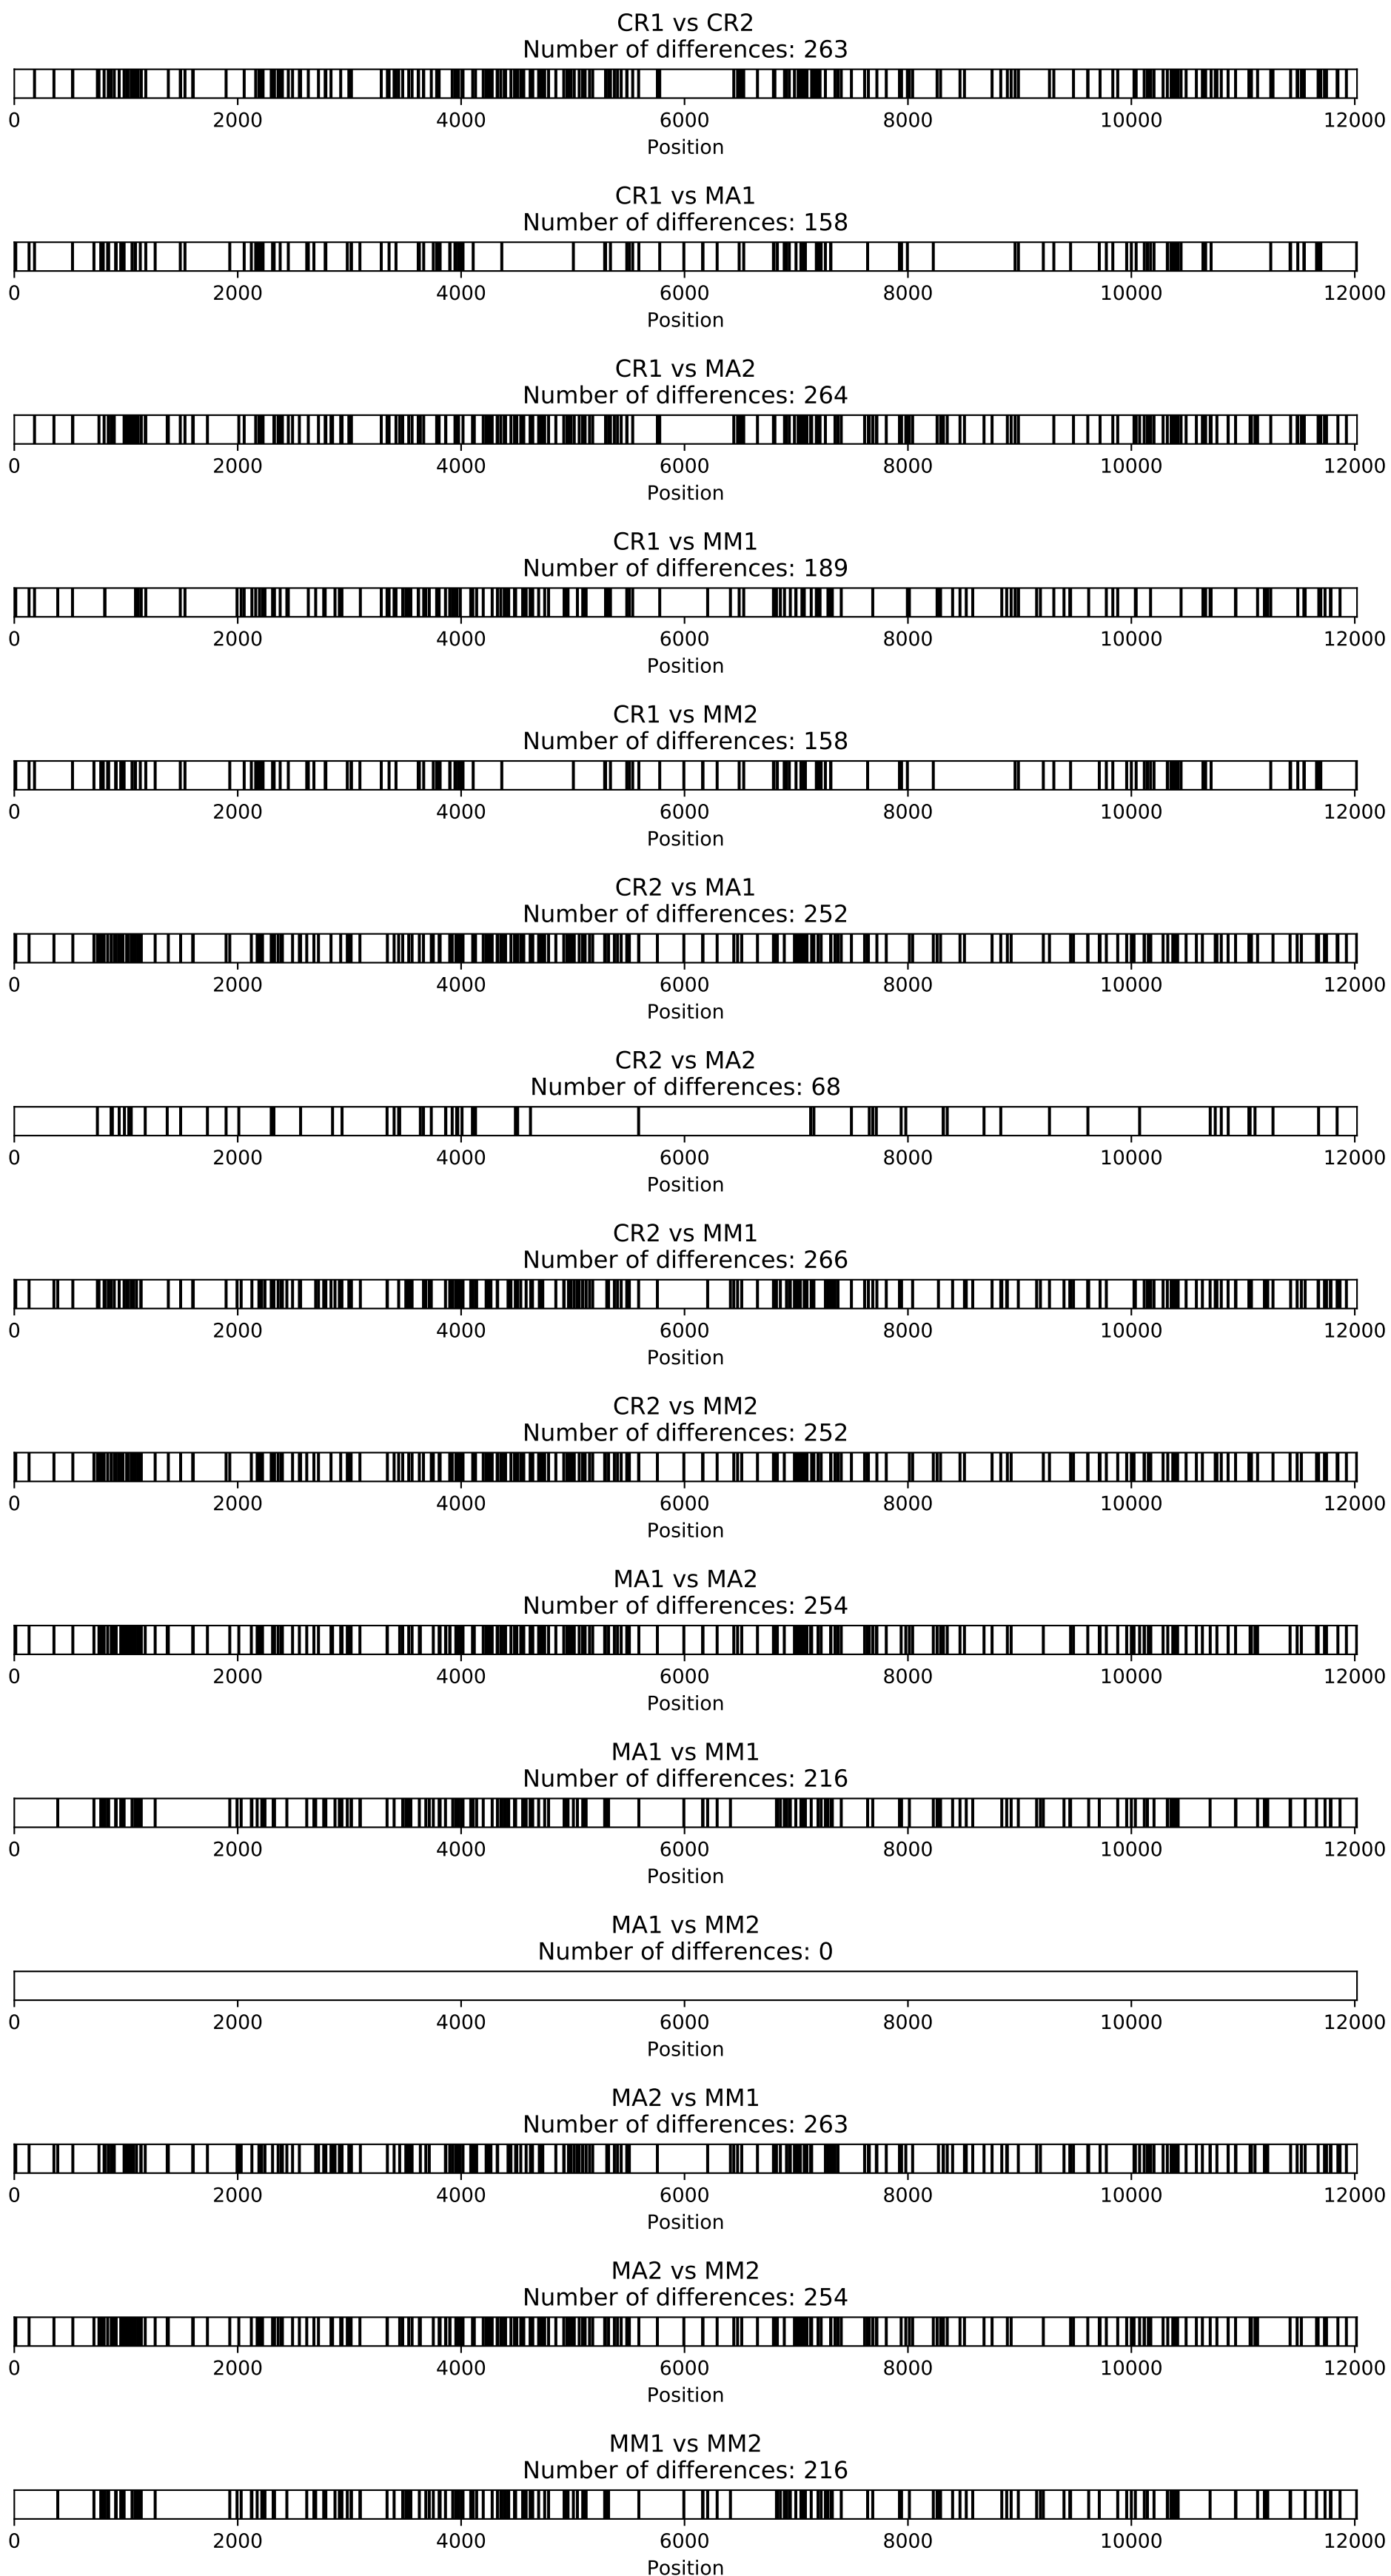 CR1 vs CR2
Number of differences: 263
0 2000 4000 6000 8000 10000 12000
Position
CR1 vs MA1
Number of differences: 158
0 2000 4000 6000 8000 10000 12000
Position
CR1 vs MA2
Number of differences: 264
0 2000 4000 6000 8000 10000 12000
Position
CR1 vs MM1
Number of differences: 189
0 2000 4000 6000 8000 10000 12000
Position
CR1 vs MM2
Number of differences: 158
0 2000 4000 6000 8000 10000 12000
Position
CR2 vs MA1
Number of differences: 252
0 2000 4000 6000 8000 10000 12000
Position
CR2 vs MA2
Number of differences: 68
0 2000 4000 6000 8000 10000 12000
Position
CR2 vs MM1
Number of differences: 266
0 2000 4000 6000 8000 10000 12000
Position
CR2 vs MM2
Number of differences: 252
0 2000 4000 6000 8000 10000 12000
Position
MA1 vs MA2
Number of differences: 254
0 2000 4000 6000 8000 10000 12000
Position
MA1 vs MM1
Number of differences: 216
0 2000 4000 6000 8000 10000 12000
Position
MA1 vs MM2
Number of differences: 0
0 2000 4000 6000 8000 10000 12000
Position
MA2 vs MM1
Number of differences: 263
0 2000 4000 6000 8000 10000 12000
Position
MA2 vs MM2
Number of differences: 254
0 2000 4000 6000 8000 10000 12000
Position
MM1 vs MM2
Number of differences: 216
0 2000 4000 6000 8000 10000 12000
Position